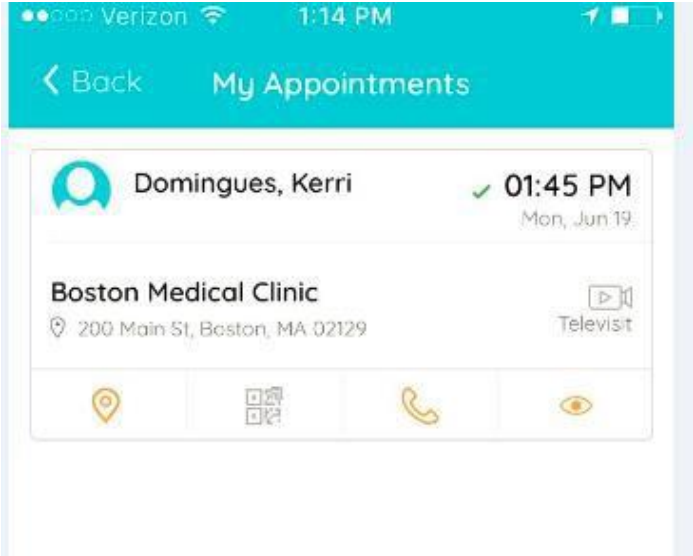 Verizon 1:14 PM
Back My Appointments
Domingues, Kerri 01:45 PM
Mon, Jun 19
Boston Medical Clinic
200 Main St, Boston, MA 02129
Televisit